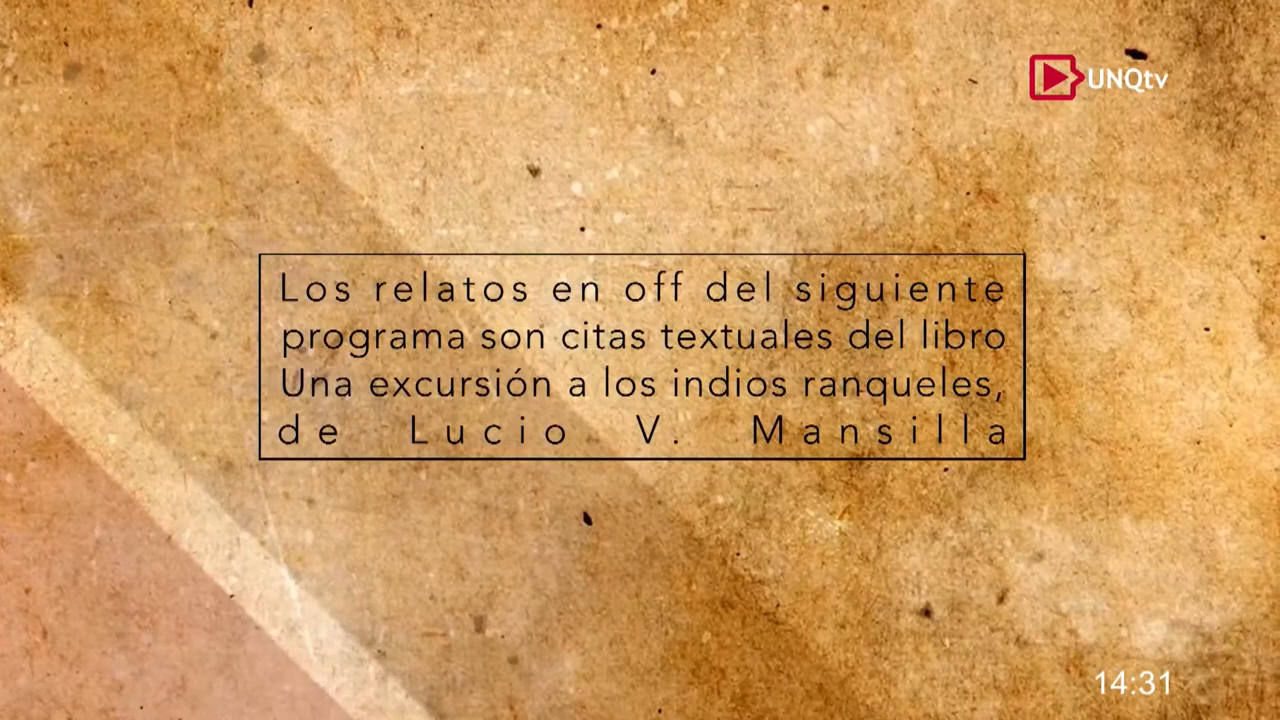 UNQtv
Los relatos en off del siguiente
programa son citas textuales del libro
Una excursión a los indios ranqueles,
de Lucio V. Mansilla
14:31